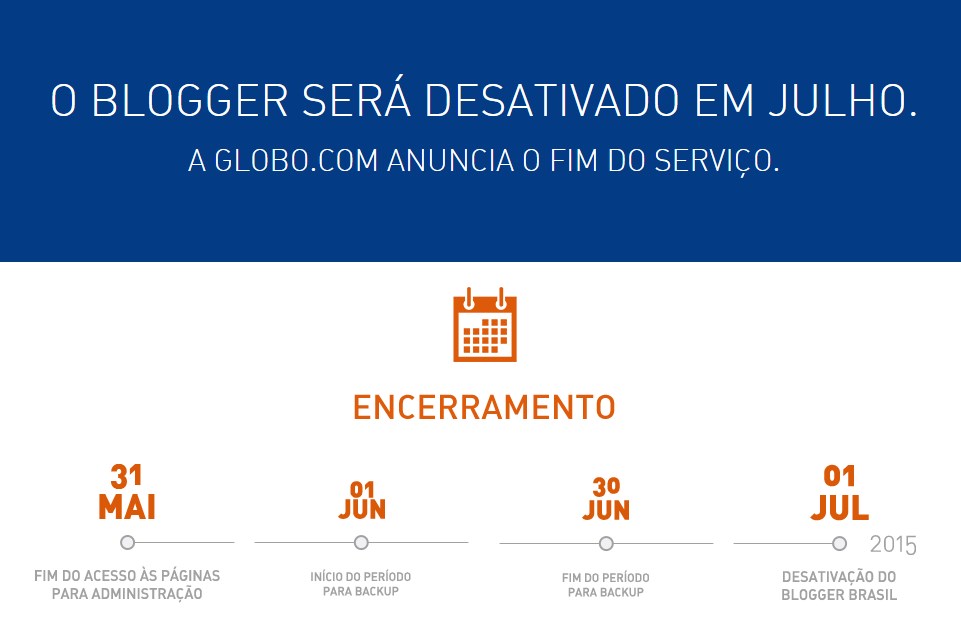 O BLOGGER SERÁ DESATIVADO EM JULHO.
A GLOBO.COM ANUNCIA O FIM DO SERVIÇO.
ENCERRAMENTO
31
MAI
FIM DO ACESSO ÀS PÁGINAS
PARA ADMINISTRAÇÃO
01
JUN
INÍCIO DO PERÍODO
PARA BACKUP
30
JUN
FIM DO PERÍODO
PARA BACKUP
01
JUL
2015
DESATIVAÇÃO DO
BLOGGER BRASIL